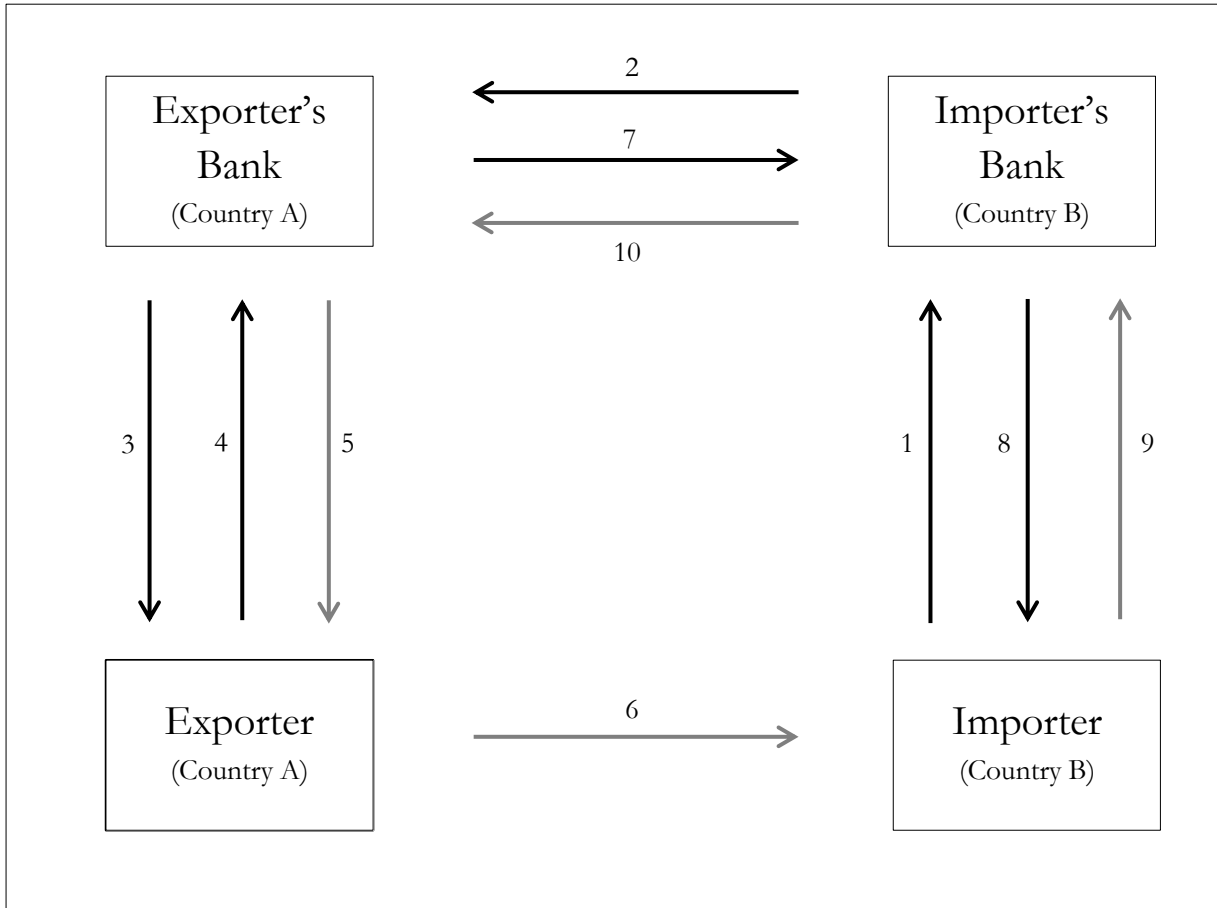 2
Exporter’s
Bank
(Country A)
Importer’s
Bank
(Country B)
7
10
3
4
5
1
8
9
6
Exporter
(Country A)
Importer
(Country B)